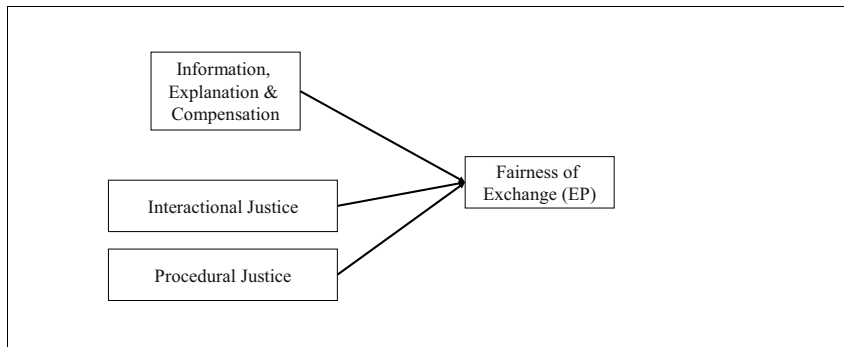 Information,
Explanation &
Compensation
Fairness of
Exchange (EP)
Interactional Justice
Procedural Justice